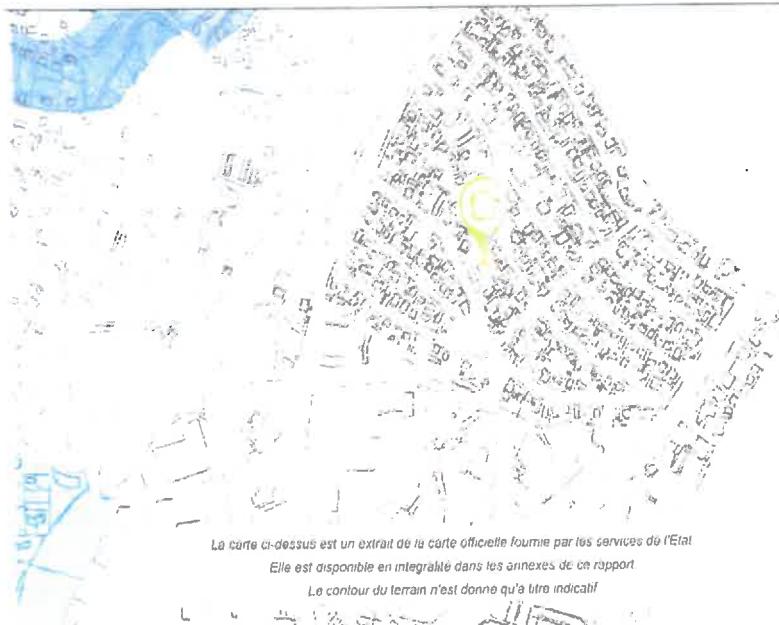 La carte ci-dessus est un extrait de la carte officielle fournie par les services de l'Etat
Elle est disponible en intégralité dans les annexes de ce rapport
Le contour du terrain n'est donné qu'à titre indicatif